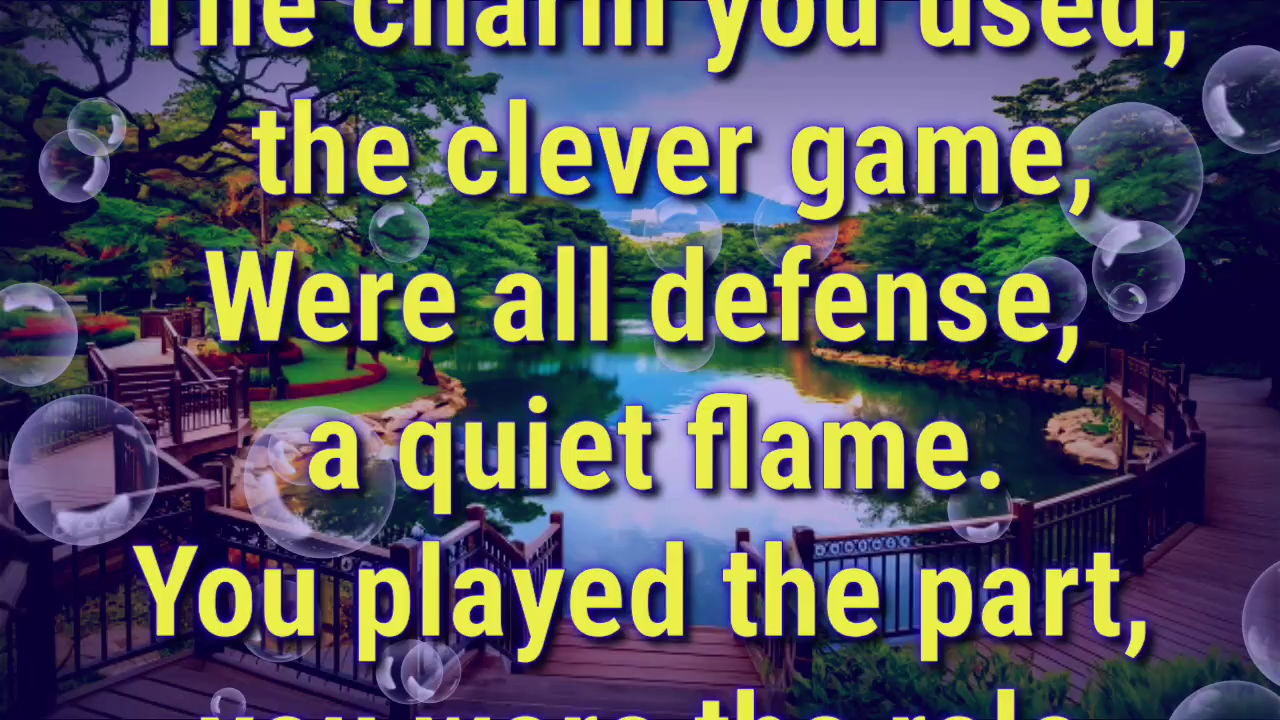 The charm you used,
the clever game,
Were all defense,
a quiet flame.
You played the part,
you wore the role